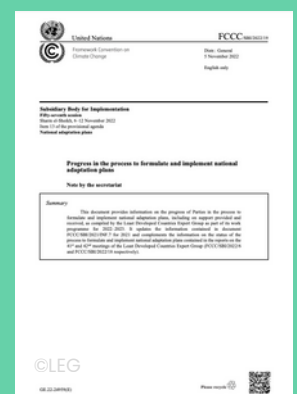 United Nations
FCCC/SBI/2022/19
Framework Convention on
Climate Change
Distr.: General
5 November 2022
English only
Subsidiary Body for Implementation
Fifty-seventh session
Sharm el-Sheikh, 6–12 November 2022
Item 13 of the provisional agenda
National adaptation plans
Progress in the process to formulate and implement national
adaptation plans
Note by the secretariat
Summary
This document provides information on the progress of Parties in the process to
formulate and implement national adaptation plans, including on support provided and
received, as compiled by the Least Developed Countries Expert Group as part of its work
programme for 2022–2023. It updates the information contained in document
FCCC/SBI/2021/INF.7 for 2021 and complements the information on the status of the
process to formulate and implement national adaptation plans contained in the reports on the
41st and 42nd meetings of the Least Developed Countries Expert Group (FCCC/SBI/2022/6
and FCCC/SBI/2022/18 respectively).
©LEG
Please recycle